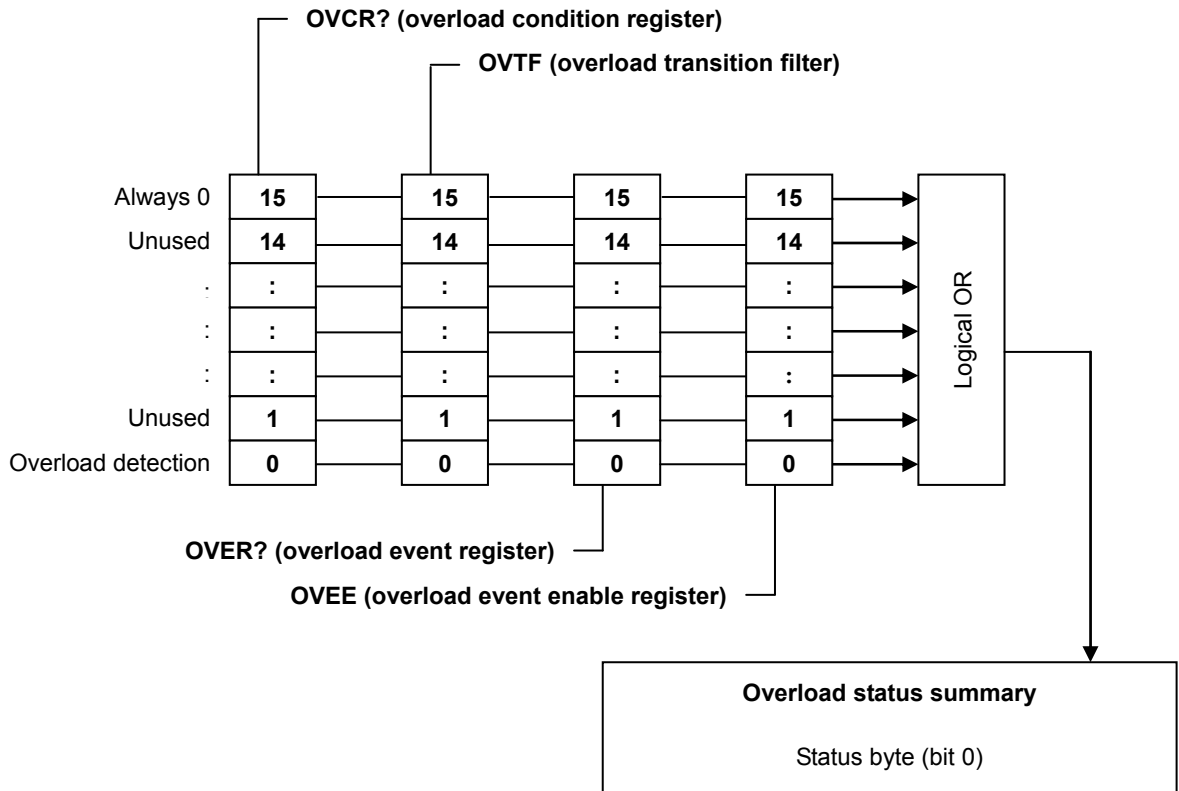 OVCR? (overload condition register)
OVTF (overload transition filter)
Always 0 15 15 15 15
Unused 14 14 14 14
: : : : :
: : : : :
: : : : :
Unused 1 1 1 1
Overload detection 0 0 0 0
Logical OR
OVER? (overload event register)
OVEE (overload event enable register)
Overload status summary
Status byte (bit 0)